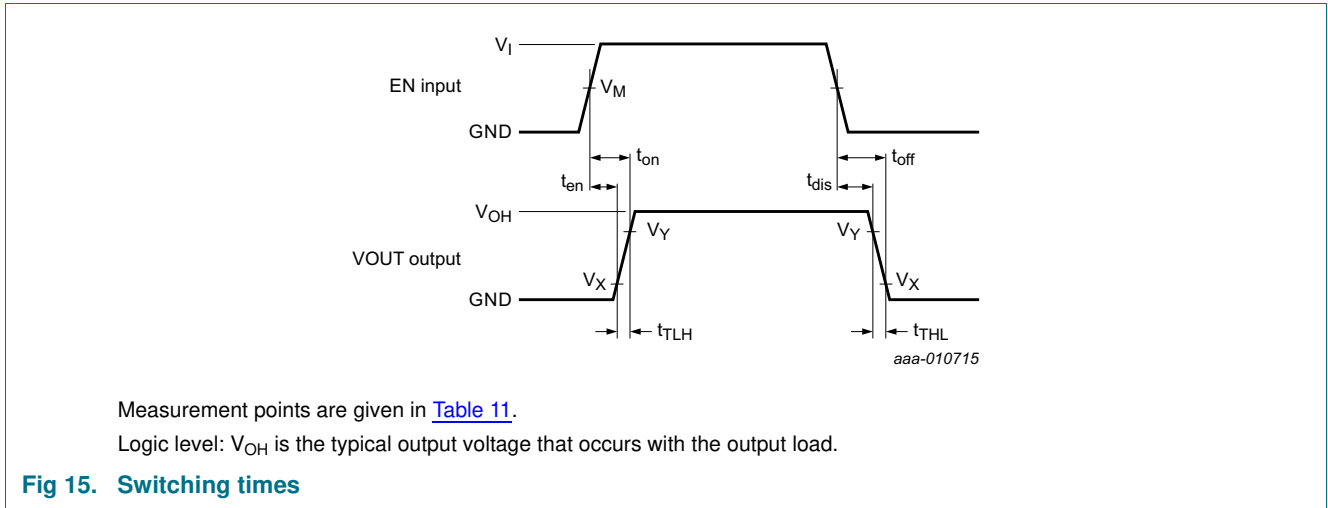 V_I
EN input
V_M
GND
t_on
t_off
t_en
t_dis
V_OH
V_Y
V_Y
VOUT output
V_X
V_X
GND
t_TLH
t_THL
aaa-010715
Measurement points are given in Table 11.
Logic level: V_OH is the typical output voltage that occurs with the output load.
Fig 15. Switching times